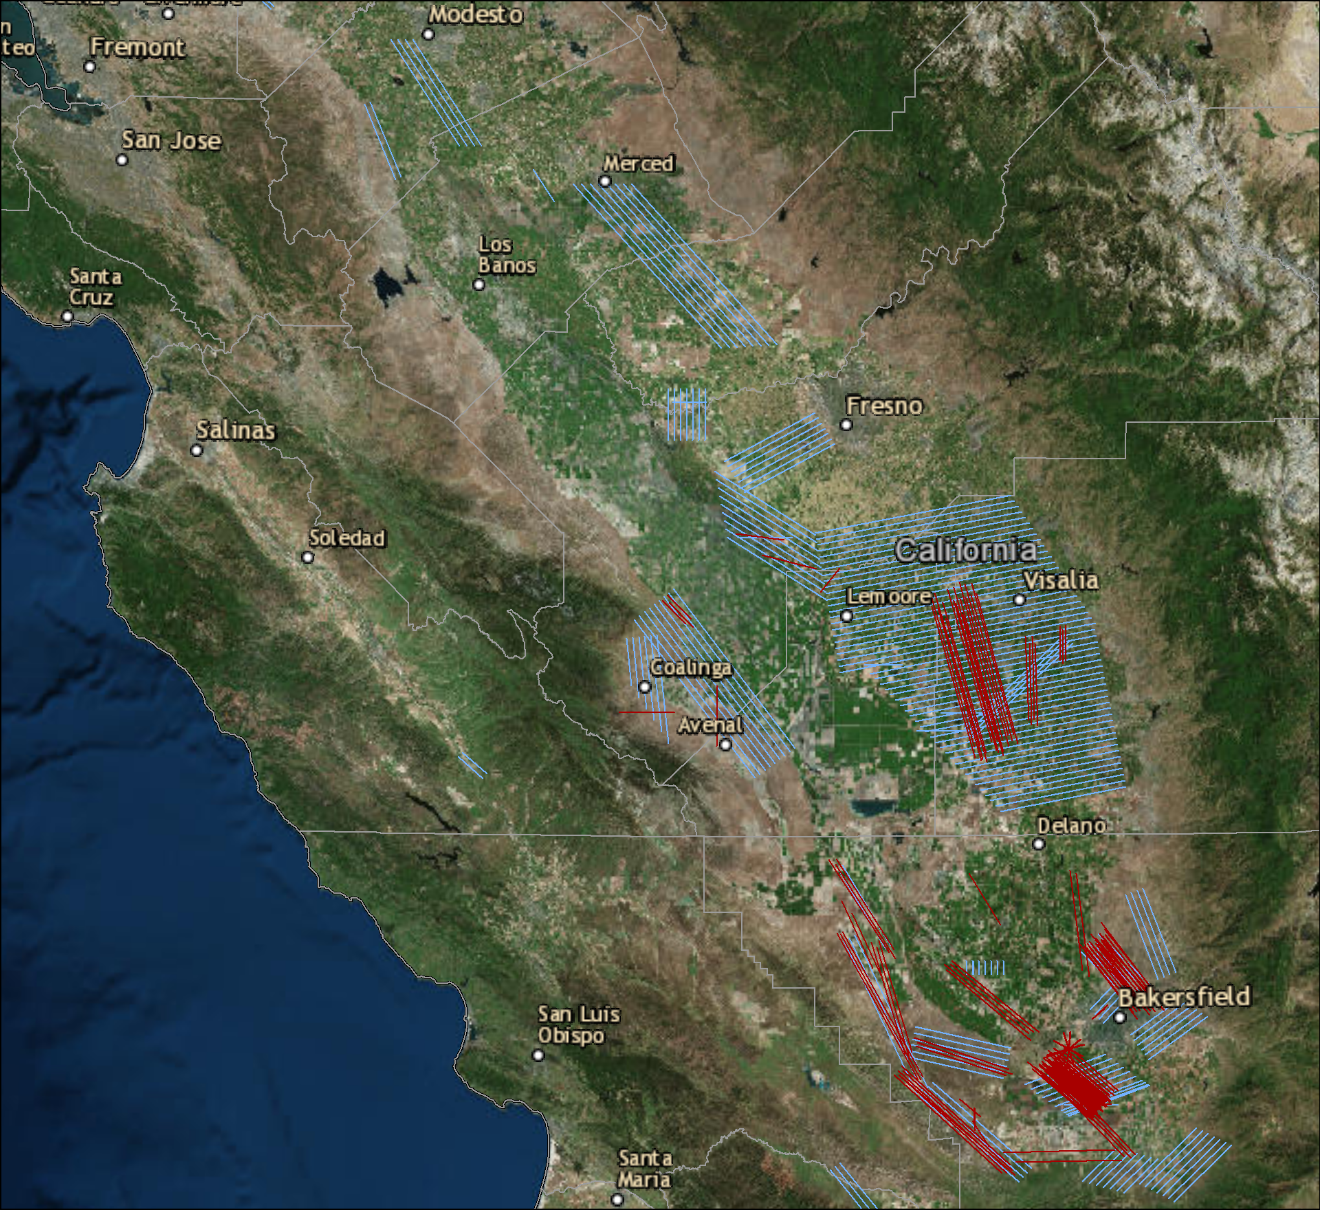 Modesto
Fremont
San Jose
Merced
Los
Banos
Santa
Cruz
Fresno
Salinas
Soledad
California
Visalia
Lemoore
Coalinga
Avenal
Delano
Bakersfield
San Luis
Obispo
Santa
Maria